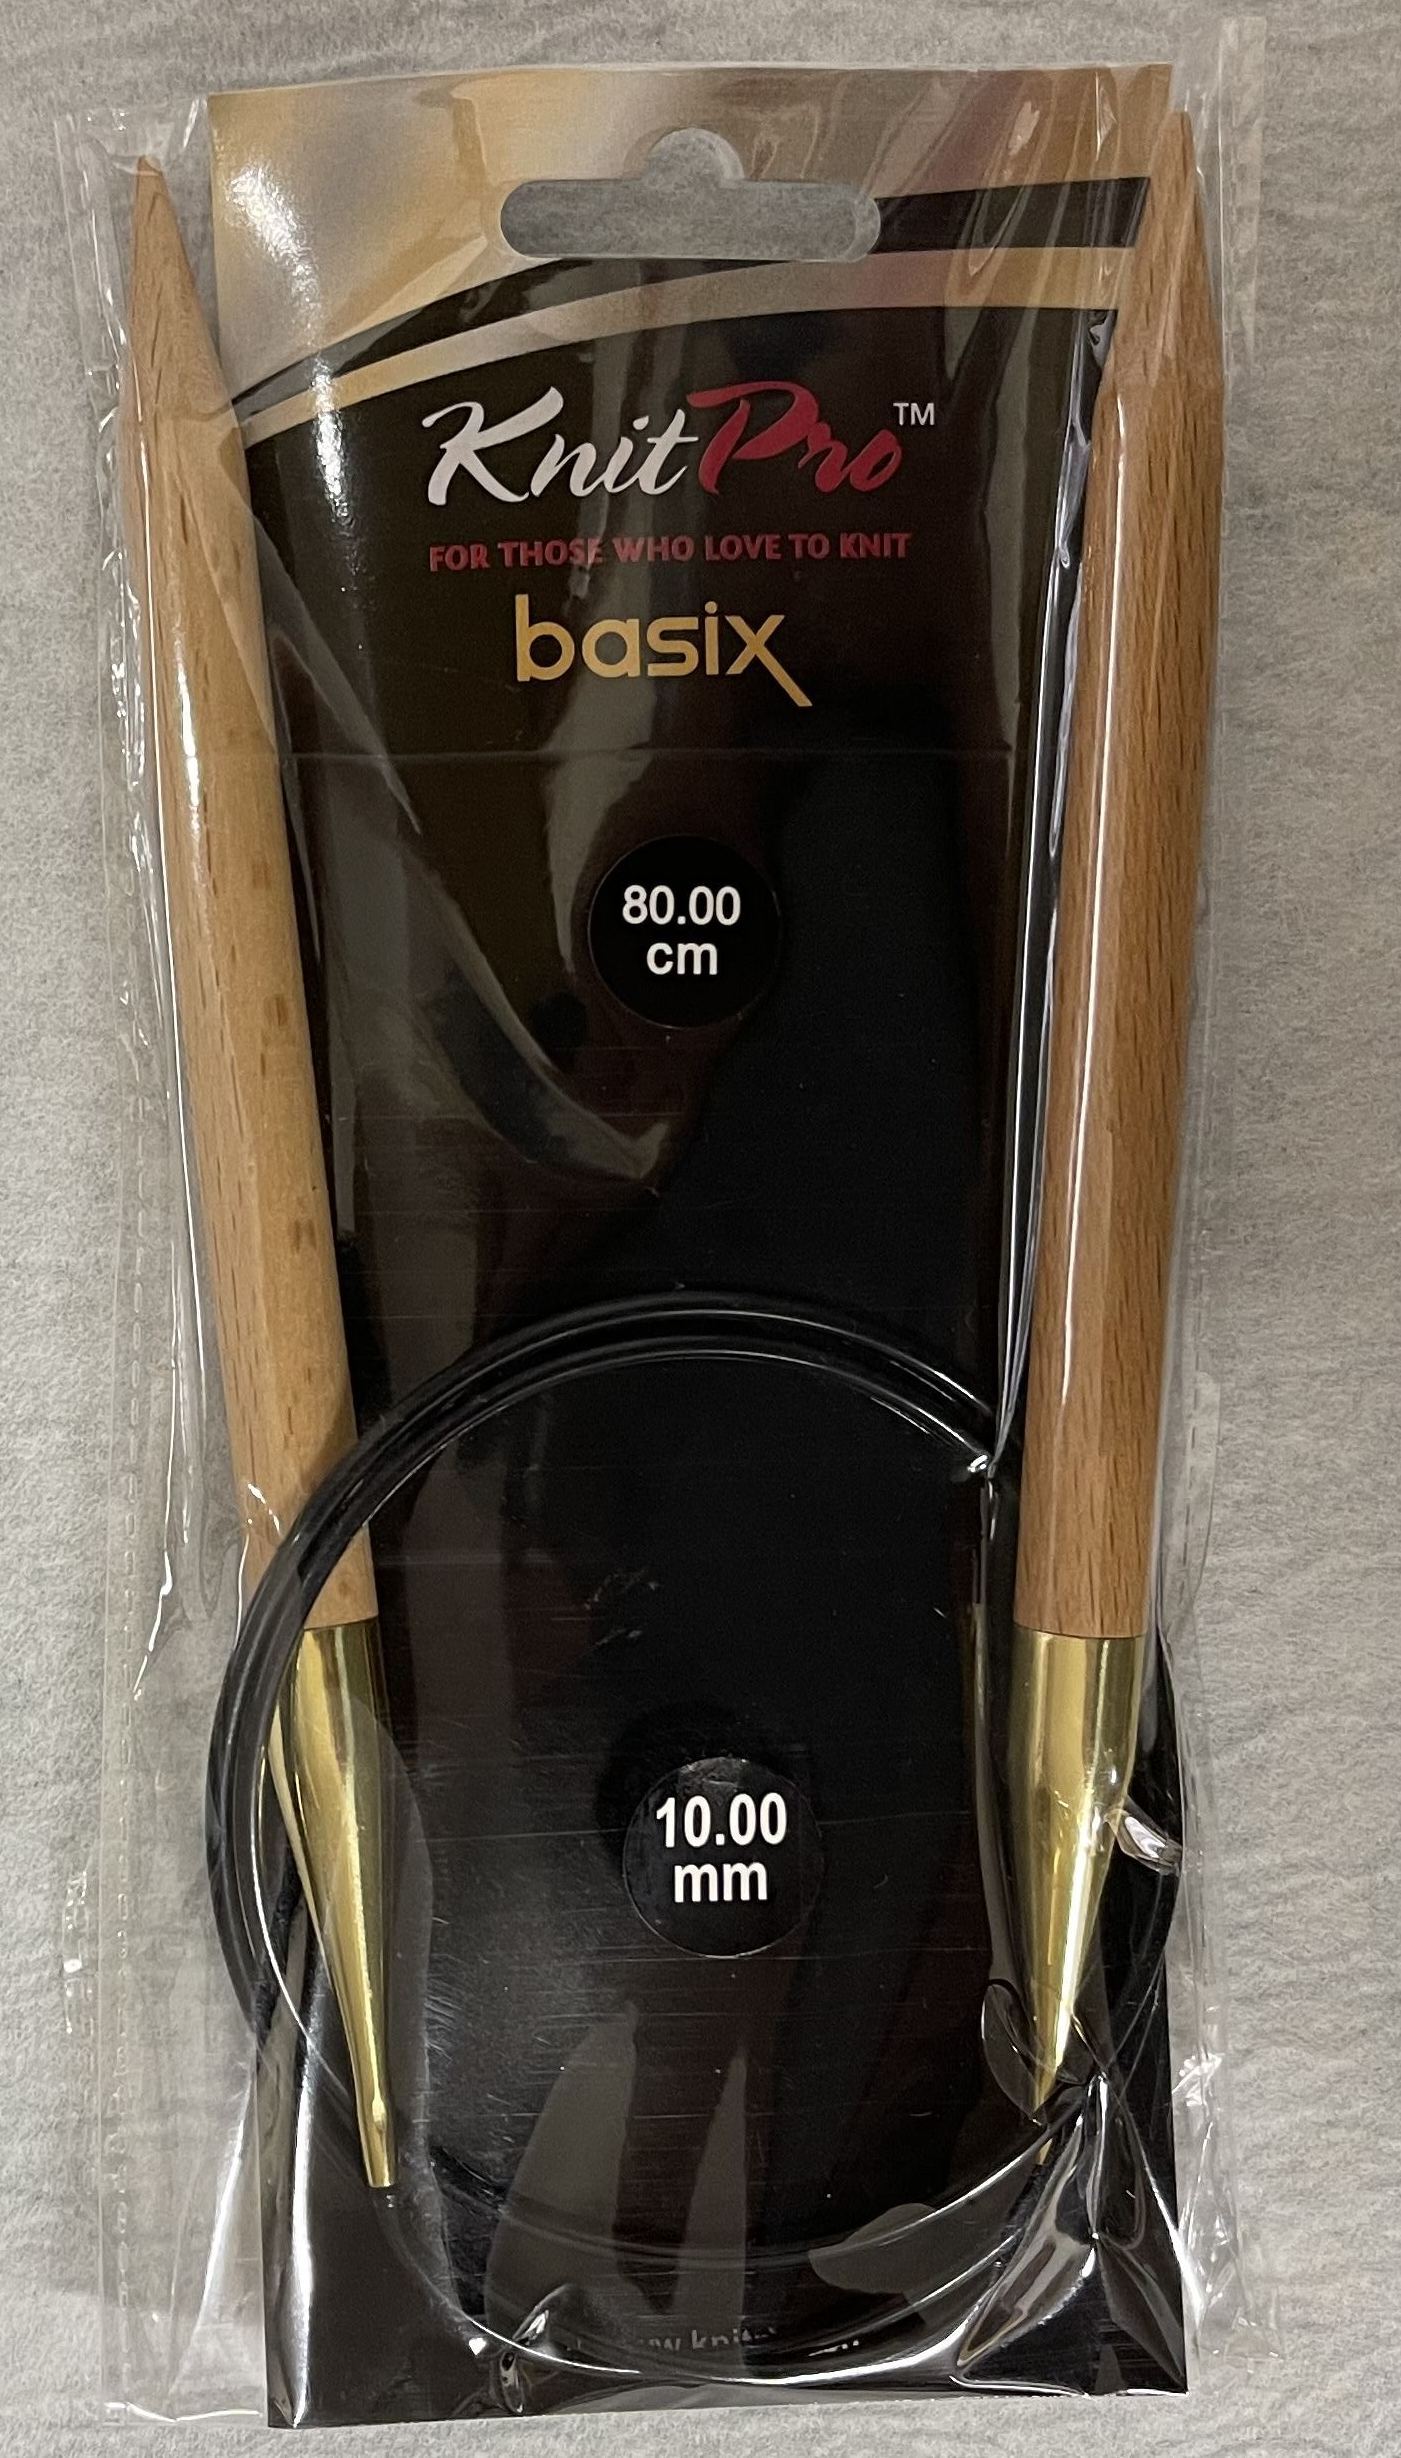 KnitPro™
FOR THOSE WHO LOVE TO KNIT
basix
80.00
cm
10.00
mm